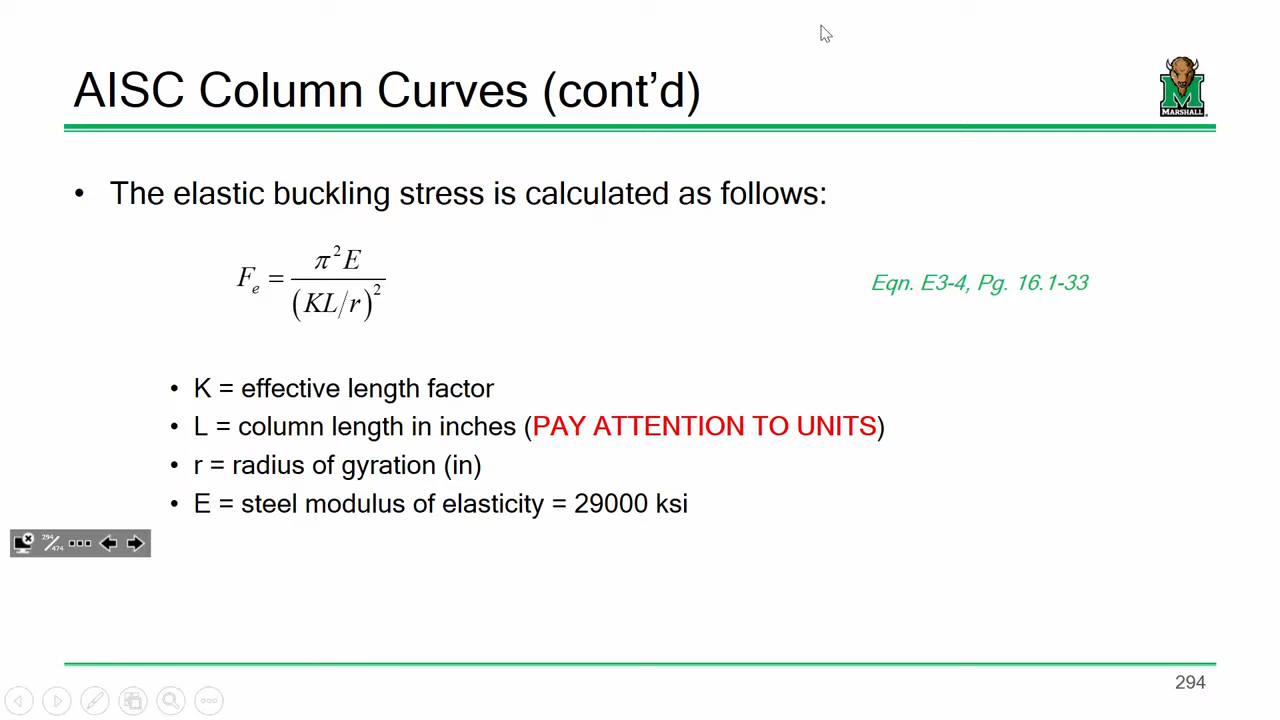 AISC Column Curves (cont’d)
MARSHALL
• The elastic buckling stress is calculated as follows:
Fₑ = π²E / (KL/r)²
Eqn. E3-4, Pg. 16.1-33
• K = effective length factor
• L = column length in inches (PAY ATTENTION TO UNITS)
• r = radius of gyration (in)
• E = steel modulus of elasticity = 29000 ksi
294/474
294